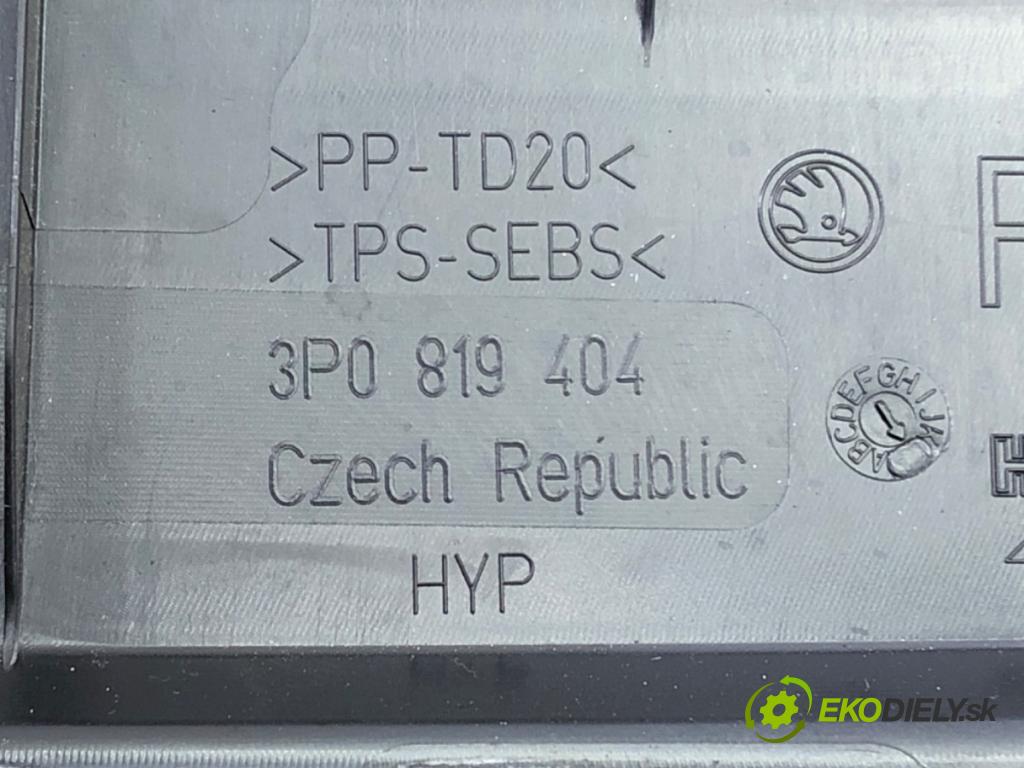 >PP-TD20<
>TPS-SEBS<
3P0 819 404
Czech Republic
HYP
ABCDEFGHIJK
EKODIELY.sk